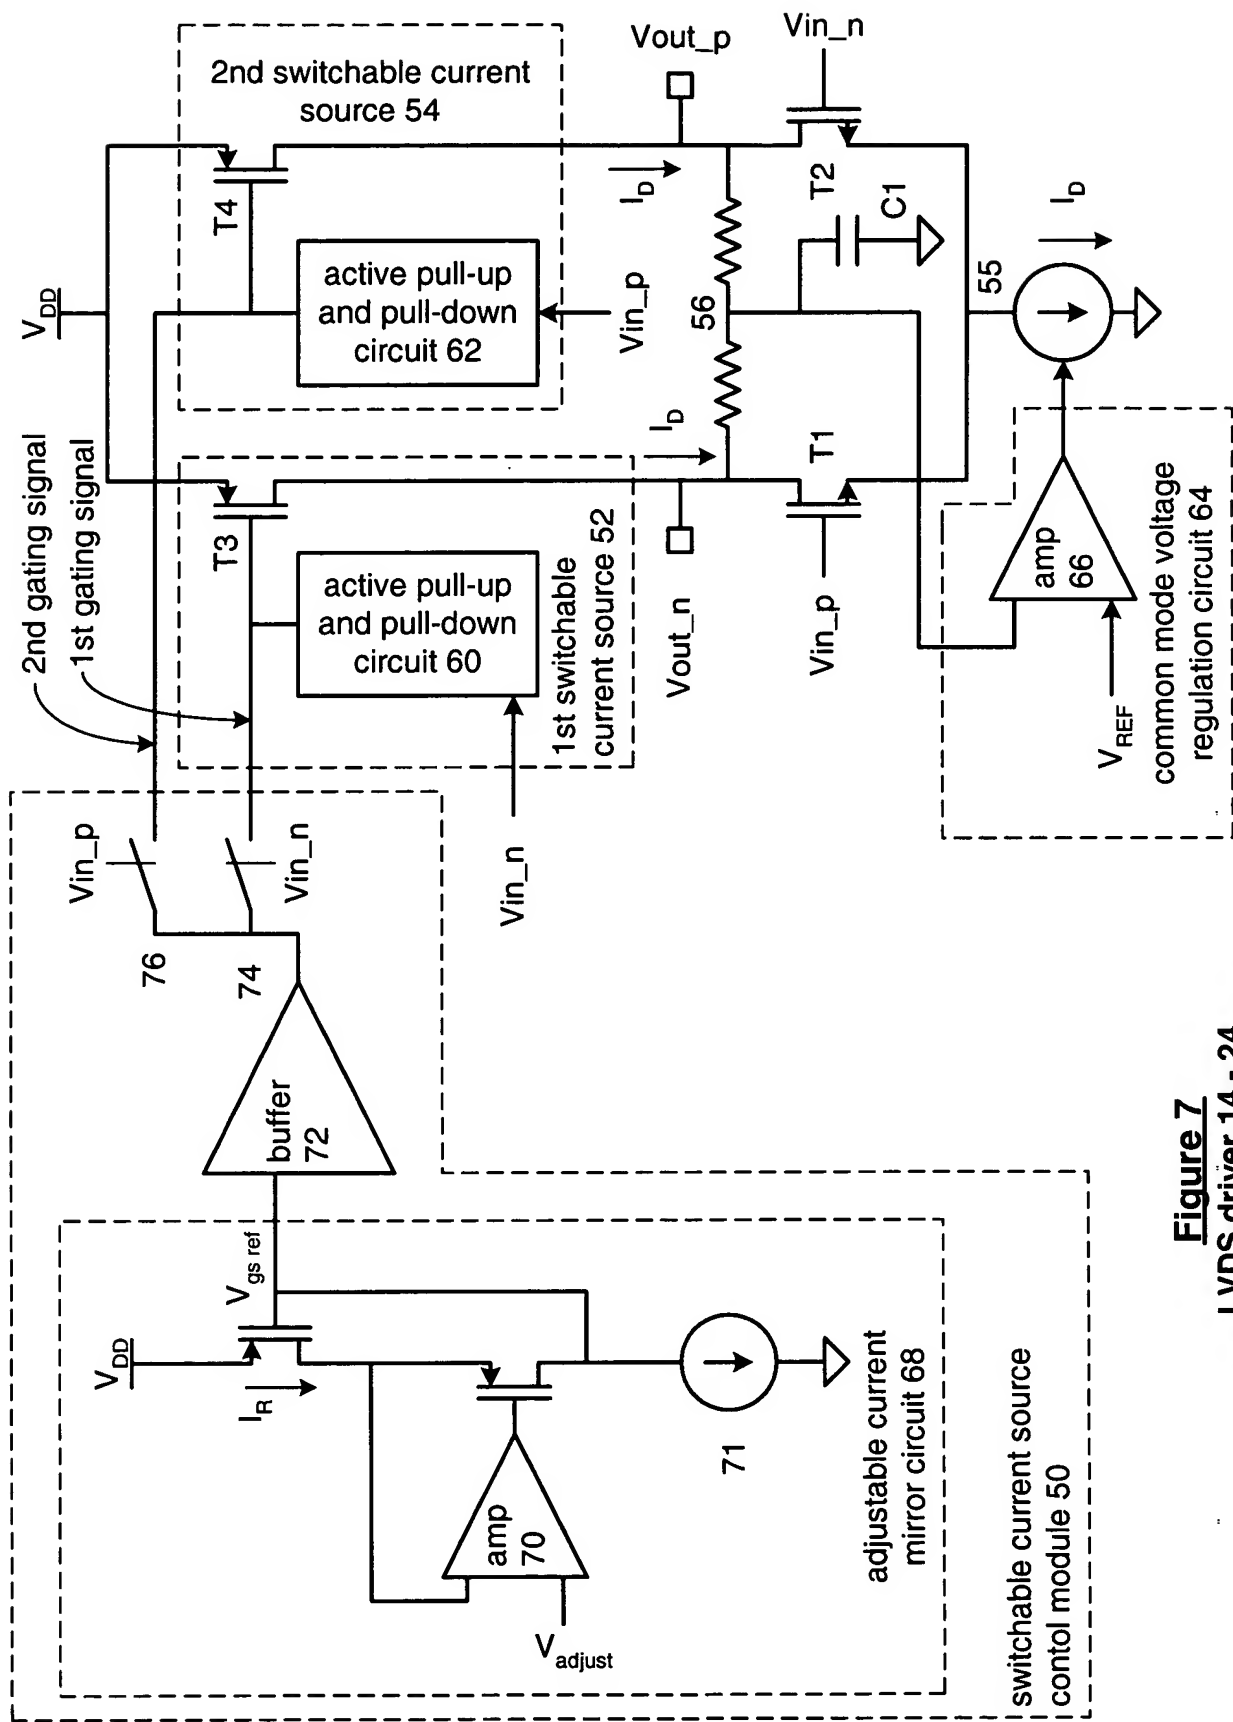 2nd switchable current
source 54
VDD
T4
active pull-up
and pull-down
circuit 62
Vin_p
Vout_p
Vin_n
ID
T2
56
C1
55
ID
2nd gating signal
1st gating signal
T3
active pull-up
and pull-down
circuit 60
1st switchable
current source 52
ID
Vout_n
T1
Vin_p
amp
66
VREF
common mode voltage
regulation circuit 64
Vin_p
Vin_n
76
74
Vin_n
buffer
72
Vgs ref
VDD
IR
amp
70
Vadjust
71
adjustable current
mirror circuit 68
switchable current source
contol module 50
Figure 7
LVDS driver 14 - 24